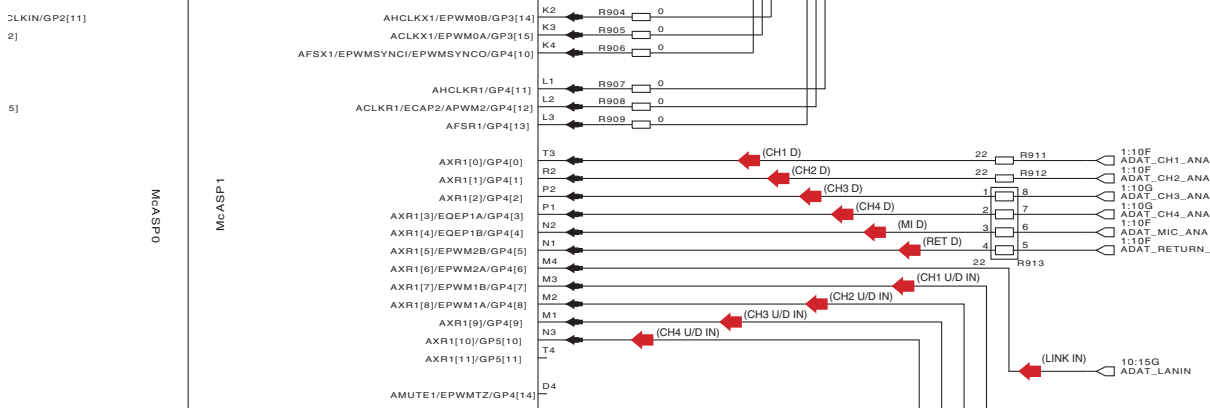 CLKIN/GP2[11]
2]
5]
McASP0
McASP1
AHCLKX1/EPWM0B/GP3[14] K2 R904 0
ACLKX1/EPWM0A/GP3[15] K3 R905 0
AFSX1/EPWMSYNCI/EPWMSYNCO/GP4[10] K4 R906 0
AHCLKR1/GP4[11] L1 R907 0
ACLKR1/ECAP2/APWM2/GP4[12] L2 R908 0
AFSR1/GP4[13] L3 R909 0
AXR1[0]/GP4[0] T3 (CH1 D) 22 R911 1:10F ADAT_CH1_ANA
AXR1[1]/GP4[1] R2 (CH2 D) 22 R912 1:10F ADAT_CH2_ANA
AXR1[2]/GP4[2] P2 (CH3 D) 1 8 1:10G ADAT_CH3_ANA
AXR1[3]/EQEP1A/GP4[3] P1 (CH4 D) 2 7 1:10G ADAT_CH4_ANA
AXR1[4]/EQEP1B/GP4[4] N2 (MI D) 3 6 1:10F ADAT_MIC_ANA
AXR1[5]/EPWM2B/GP4[5] N1 (RET D) 4 5 1:10F ADAT_RETURN_
22 R913
AXR1[6]/EPWM2A/GP4[6] M4
AXR1[7]/EPWM1B/GP4[7] M3 (CH1 U/D IN)
AXR1[8]/EPWM1A/GP4[8] M2 (CH2 U/D IN)
AXR1[9]/GP4[9] M1 (CH3 U/D IN)
AXR1[10]/GP5[10] N3 (CH4 U/D IN)
AXR1[11]/GP5[11] T4
(LINK IN) 10:15G ADAT_LANIN
AMUTE1/EPWMTZ/GP4[14] D4